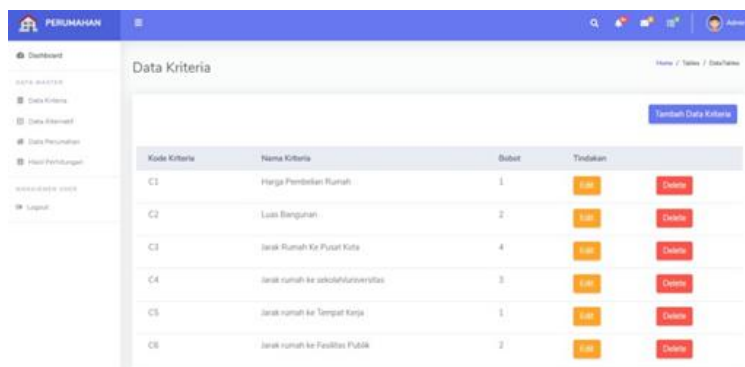 PERUMAHAN
Admin
Dashboard
Data Kriteria
Home / Tables / DataTables
DATA MASTER
Data Kriteria
Data Alternatif
Data Perumahan
Hasil Perhitungan
MANAJEMEN USER
Logout
Tambah Data Kriteria
Kode Kriteria Nama Kriteria Bobot Tindakan
C1 Harga Pembelian Rumah 1 Edit Delete
C2 Luas Bangunan 2 Edit Delete
C3 Jarak Rumah Ke Pusat Kota 4 Edit Delete
C4 Jarak rumah ke sekolah/universitas 3 Edit Delete
C5 Jarak rumah ke Tempat Kerja 1 Edit Delete
C6 Jarak rumah ke Fasilitas Publik 2 Edit Delete